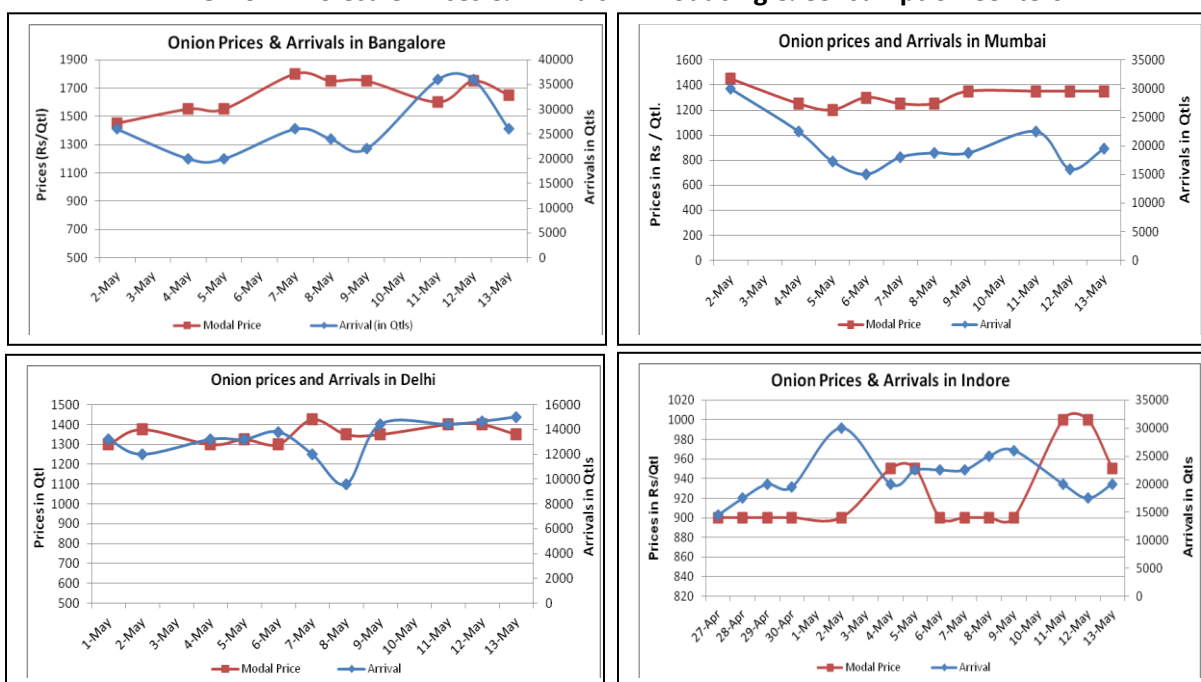 Onion Prices & Arrivals in Bangalore
Prices (Rs/Qtl)
1900
1700
1500
1300
1100
900
700
500
40000
35000
30000
25000
20000
15000
10000
5000
0
Arrivals in Qtls
2-May
3-May
4-May
5-May
6-May
7-May
8-May
9-May
10-May
11-May
12-May
13-May
Modal Price
Arrival (in Qtls)
Onion prices and Arrivals in Mumbai
Prices in Rs / Qtl.
1600
1400
1200
1000
800
600
400
200
0
35000
30000
25000
20000
15000
10000
5000
0
Arrivals in Qtls
2-May
3-May
4-May
5-May
6-May
7-May
8-May
9-May
10-May
11-May
12-May
13-May
Modal Price
Arrival
Onion prices and Arrivals in Delhi
Prices in Qtl
1500
1400
1300
1200
1100
1000
900
800
700
600
500
16000
14000
12000
10000
8000
6000
4000
2000
0
Arrivals in Qtls
1-May
2-May
3-May
4-May
5-May
6-May
7-May
8-May
9-May
10-May
11-May
12-May
13-May
Modal Price
Arrival
Onion Prices & Arrivals in Indore
Prices in Rs/Qtl
1020
1000
980
960
940
920
900
880
860
840
820
35000
30000
25000
20000
15000
10000
5000
0
Arrivals in Qtls
27-Apr
28-Apr
29-Apr
30-Apr
1-May
2-May
3-May
4-May
5-May
6-May
7-May
8-May
9-May
10-May
11-May
12-May
13-May
Modal Price
Arrival